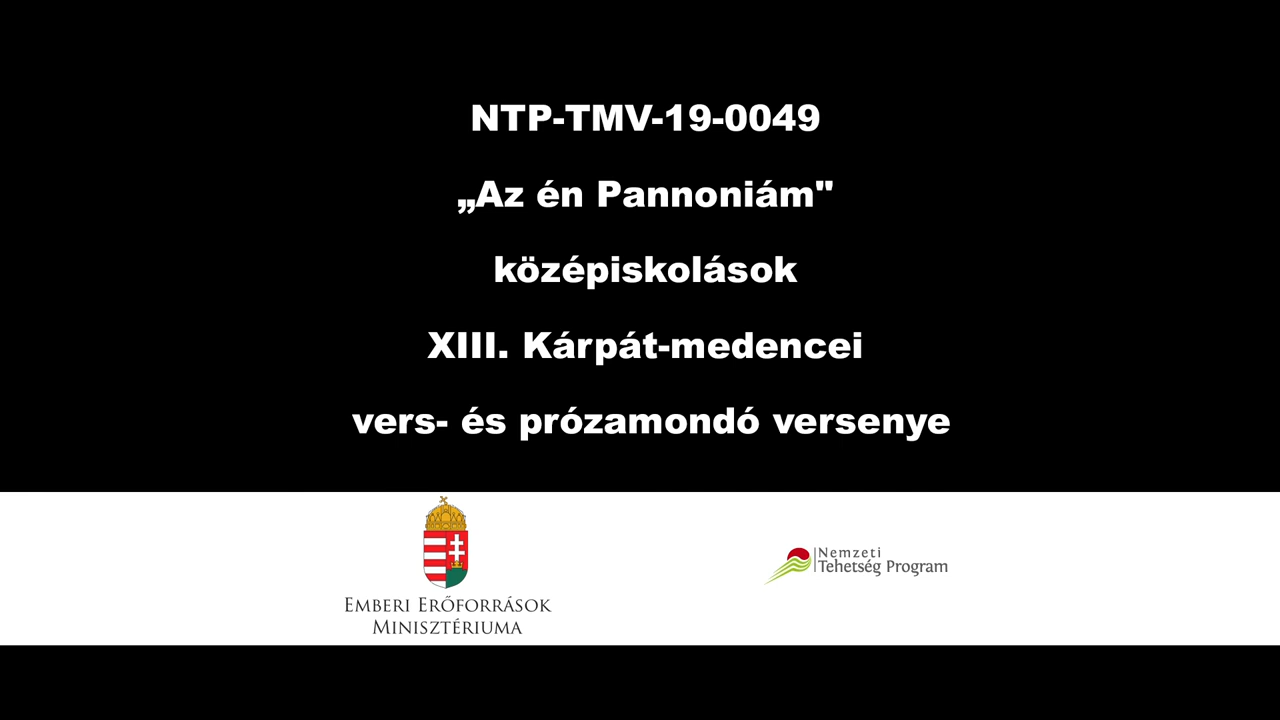 NTP-TMV-19-0049
„Az én Pannoniám"
középiskolások
XIII. Kárpát-medencei
vers- és prózamondó versenye
Emberi Erőforrások
Minisztériuma
Nemzeti
Tehetség Program